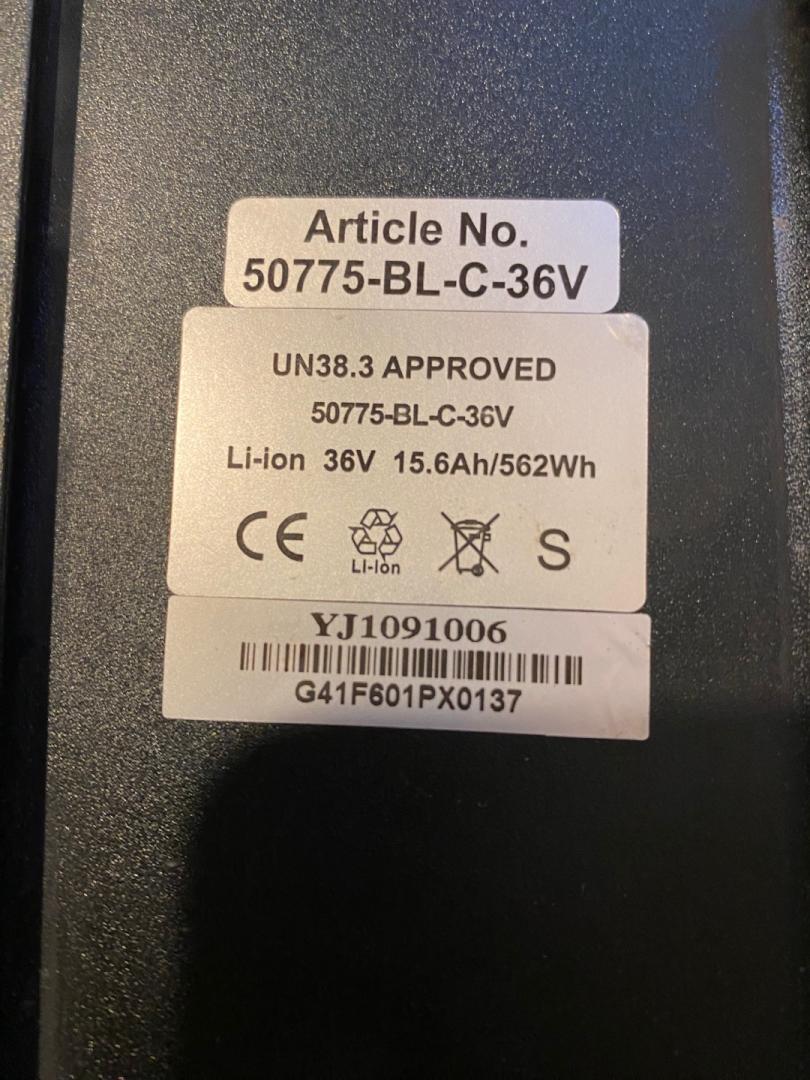 Article No.
50775-BL-C-36V
UN38.3 APPROVED
50775-BL-C-36V
Li-ion 36V 15.6Ah/562Wh
CE
LI-Ion
S
YJ1091006
G41F601PX0137